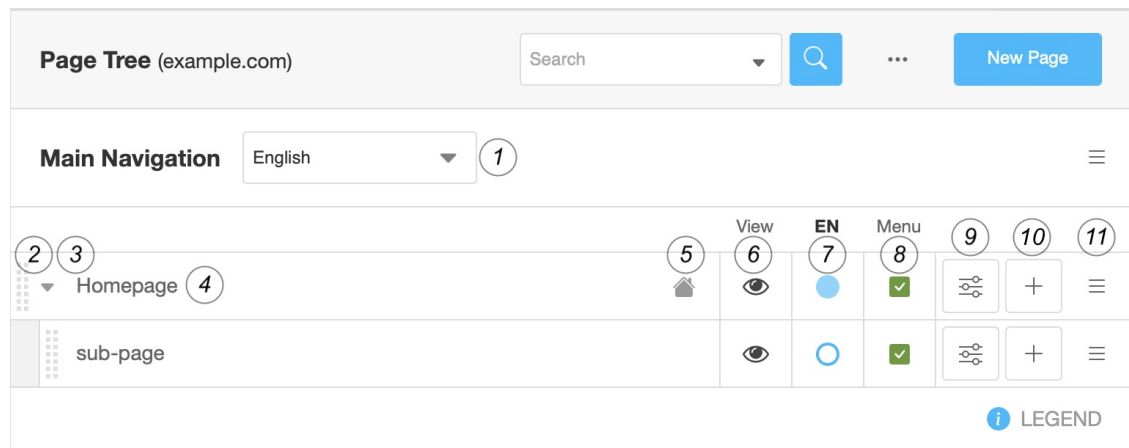 Page Tree (example.com) Search ... New Page
Main Navigation English 1
View EN Menu
2 3 5 6 7 8 9 10 11
Homepage 4
sub-page
i LEGEND